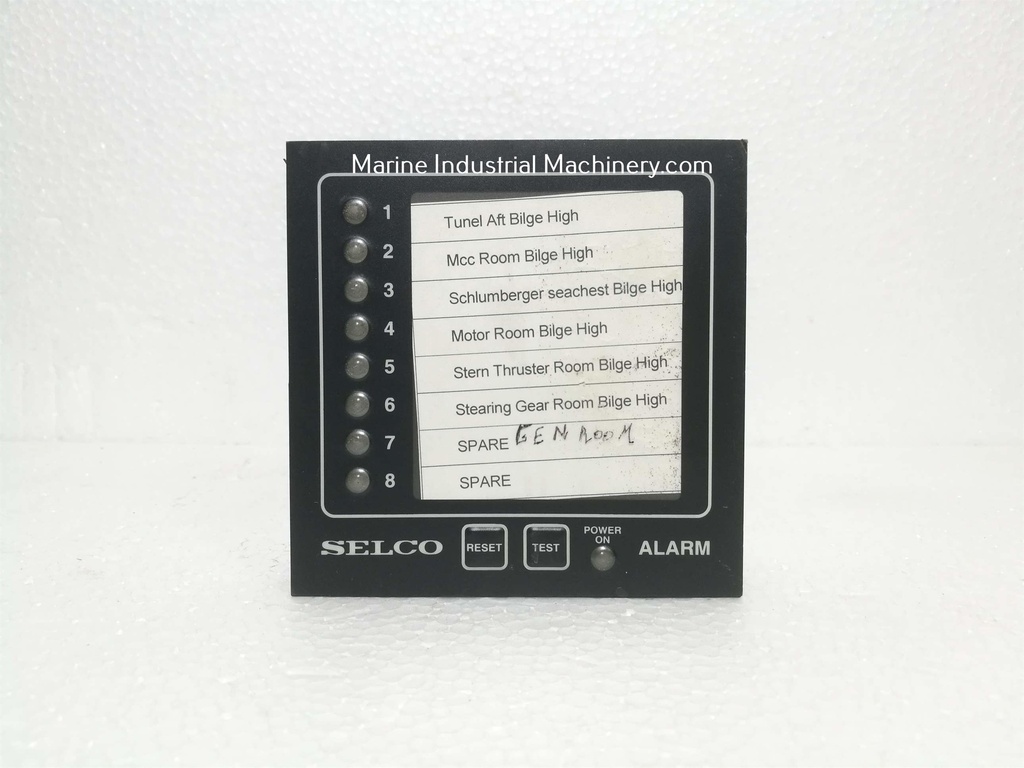 Marine Industrial Machinery.com
1 Tunel Aft Bilge High
2 Mcc Room Bilge High
3 Schlumberger seachest Bilge High
4 Motor Room Bilge High
5 Stern Thruster Room Bilge High
6 Stearing Gear Room Bilge High
7 SPARE GEN ROOM
8 SPARE
SELCO RESET TEST POWER ON ALARM